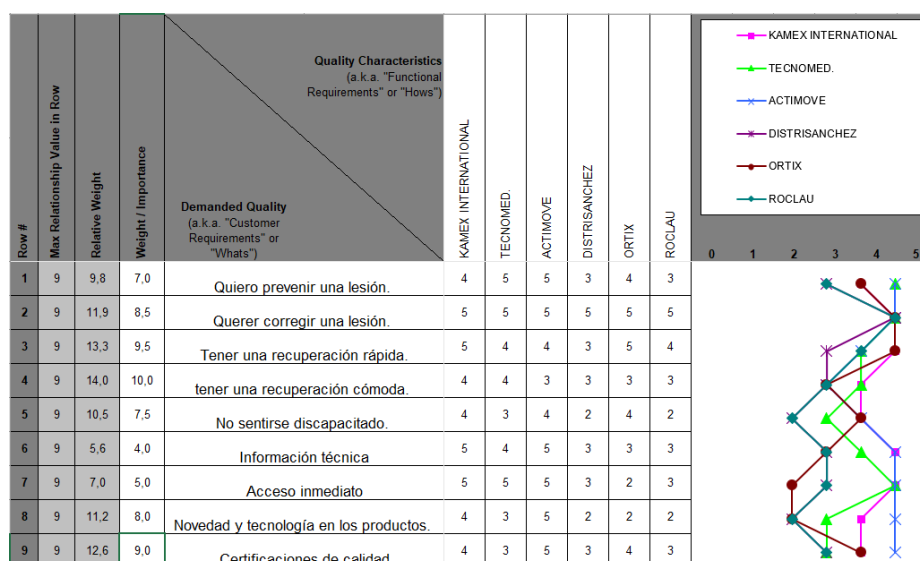 Quality Characteristics
(a.k.a. "Functional
Requirements" or "Hows")
Row #
Max Relationship Value in Row
Relative Weight
Weight / Importance
Demanded Quality
(a.k.a. "Customer
Requirements" or
"Whats")
KAMEX INTERNATIONAL
TECNOMED.
ACTIMOVE
DISTRISANCHEZ
ORTIX
ROCLAU
KAMEX INTERNATIONAL
TECNOMED.
ACTIMOVE
DISTRISANCHEZ
ORTIX
ROCLAU
0 1 2 3 4 5
1 9 9,8 7,0 Quiero prevenir una lesión. 4 5 5 3 4 3
2 9 11,9 8,5 Querer corregir una lesión. 5 5 5 5 5 5
3 9 13,3 9,5 Tener una recuperación rápida. 5 4 4 3 5 4
4 9 14,0 10,0 tener una recuperación cómoda. 4 4 3 3 3 3
5 9 10,5 7,5 No sentirse discapacitado. 4 3 4 2 4 2
6 9 5,6 4,0 Información técnica 5 4 5 3 3 3
7 9 7,0 5,0 Acceso inmediato 5 5 5 3 2 3
8 9 11,2 8,0 Novedad y tecnología en los productos. 4 3 5 2 2 2
9 9 12,6 9,0 Certificaciones de calidad 4 3 5 3 4 3